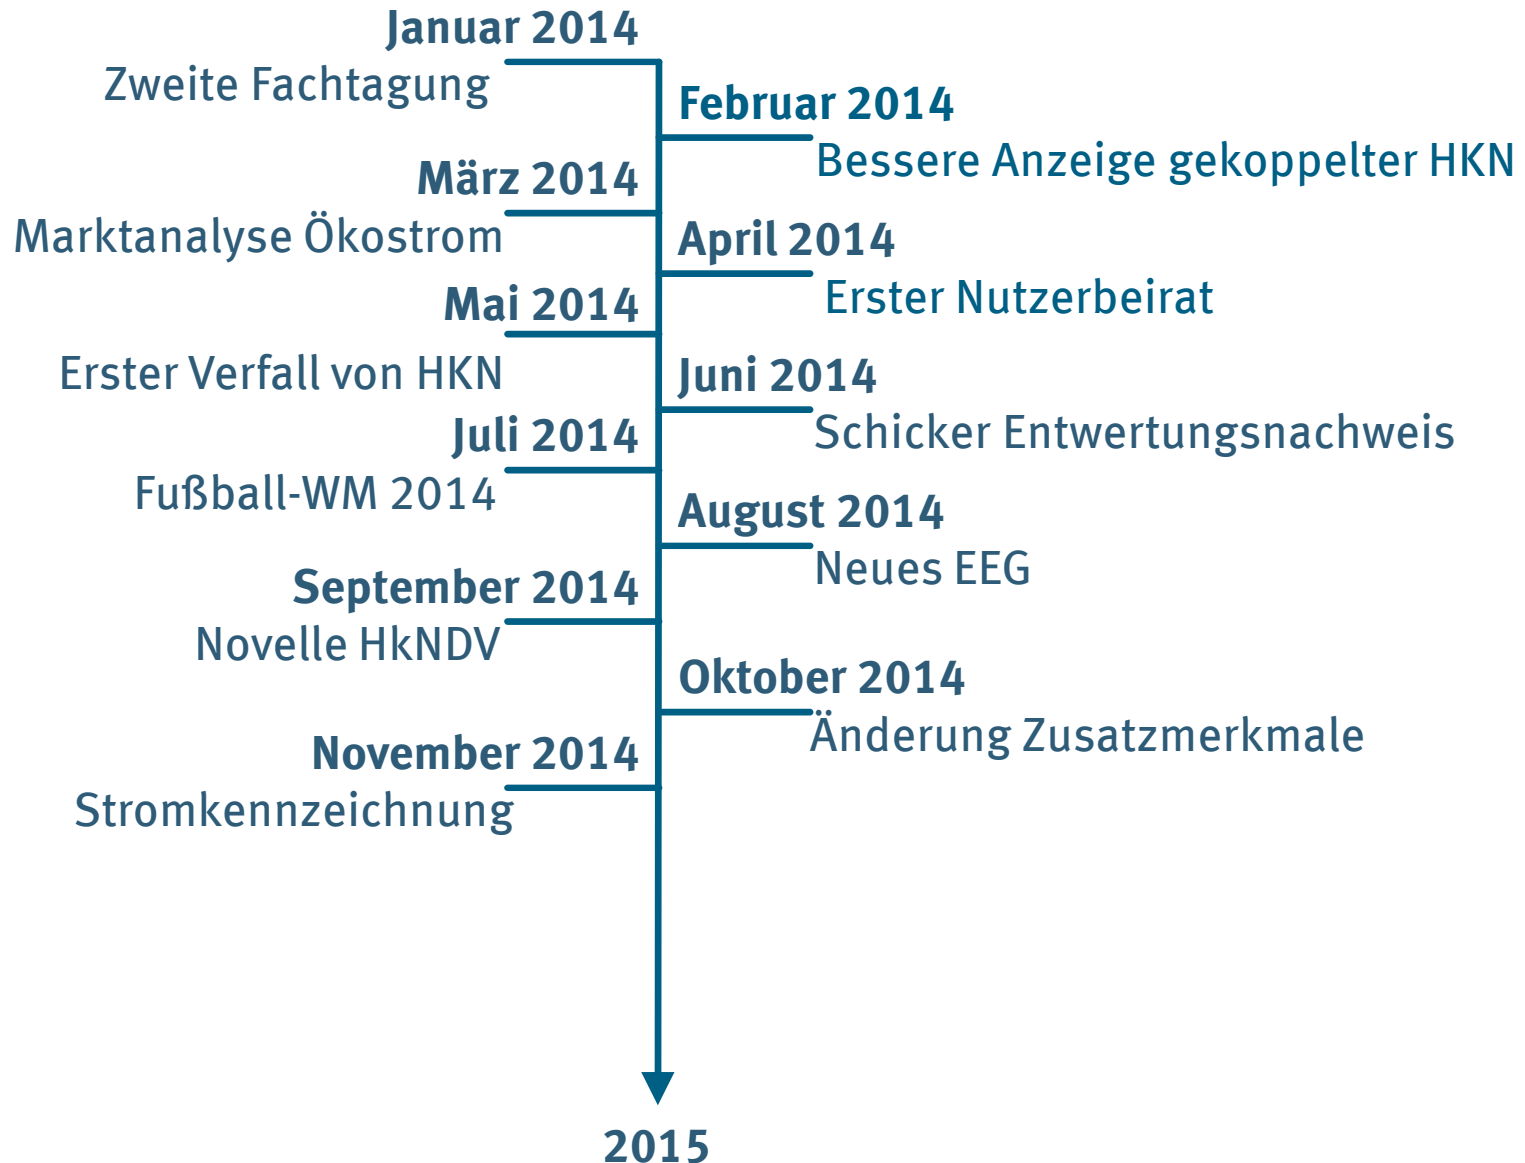 Januar 2014
Zweite Fachtagung
Februar 2014
Bessere Anzeige gekoppelter HKN
März 2014
Marktanalyse Ökostrom
April 2014
Erster Nutzerbeirat
Mai 2014
Erster Verfall von HKN
Juni 2014
Schicker Entwertungsnachweis
Juli 2014
Fußball-WM 2014
August 2014
Neues EEG
September 2014
Novelle HkNDV
Oktober 2014
Änderung Zusatzmerkmale
November 2014
Stromkennzeichnung
2015